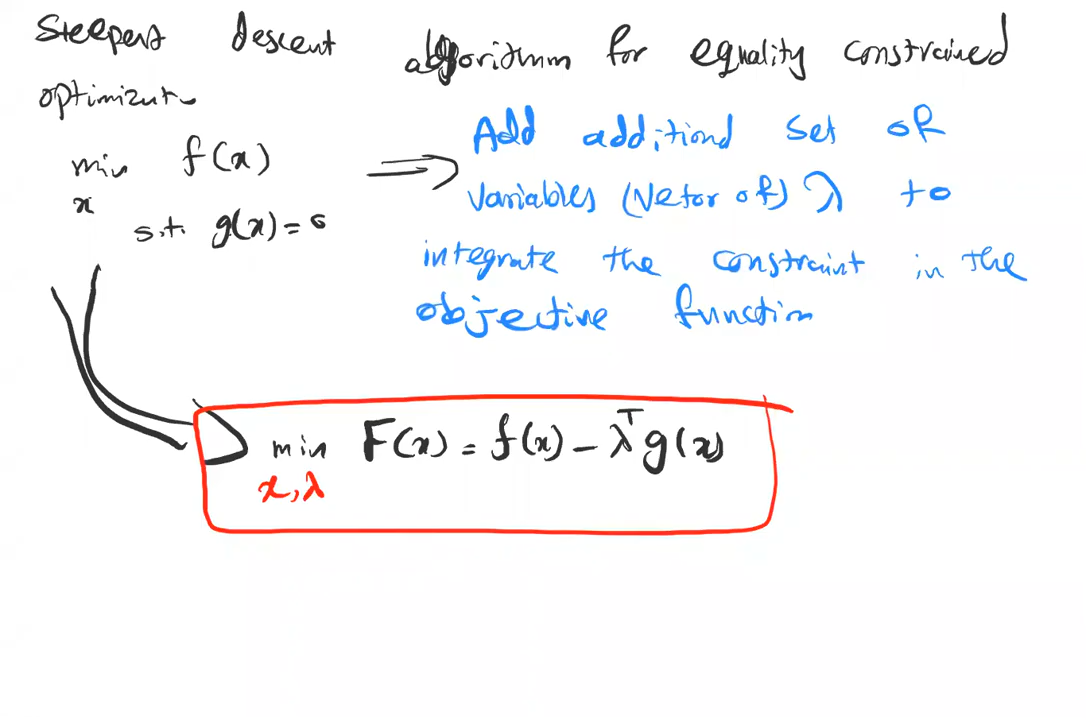 Steepest descent algorithm for equality constrained
optimizat~
min f(x) ⟹ Add additional set of
x
s.t. g(x) = 0
variables (Vector of) λ to
integrate the constraint in the
objective function
min F(x) = f(x) - λᵀg(x)
x, λ